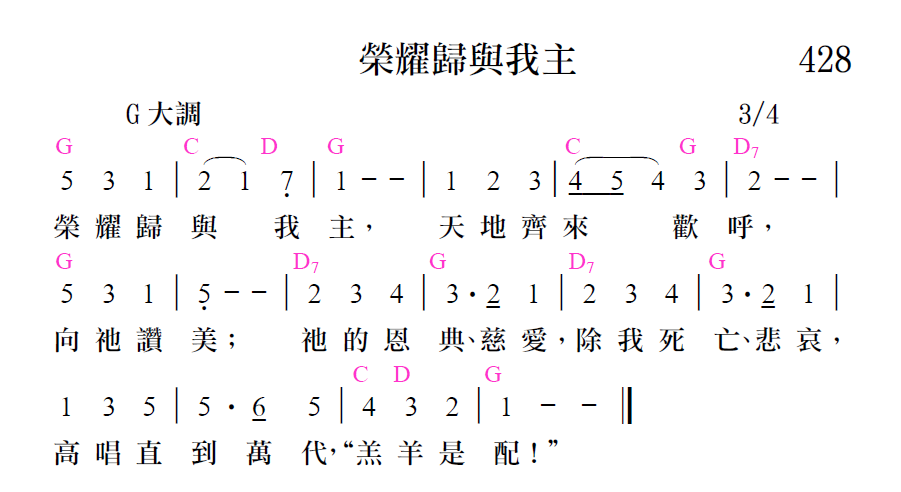 榮耀歸與我主 428
G 大調 3/4
G C D G C G D7
5 3 1 | 2 1 7 | 1 - - | 1 2 3 | 4 5 4 3 | 2 - - |
榮 耀 歸 與 我 主， 天 地 齊 來 歡 呼，
G D7 G D7 G
5 3 1 | 5 - - | 2 3 4 | 3 · 2 1 | 2 3 4 | 3 · 2 1 |
向 祂 讚 美； 祂 的 恩 典、慈 愛，除 我 死 亡、悲 哀，
C D G
1 3 5 | 5 · 6 5 | 4 3 2 | 1 - - ||
高 唱 直 到 萬 代，“羔 羊 是 配！”